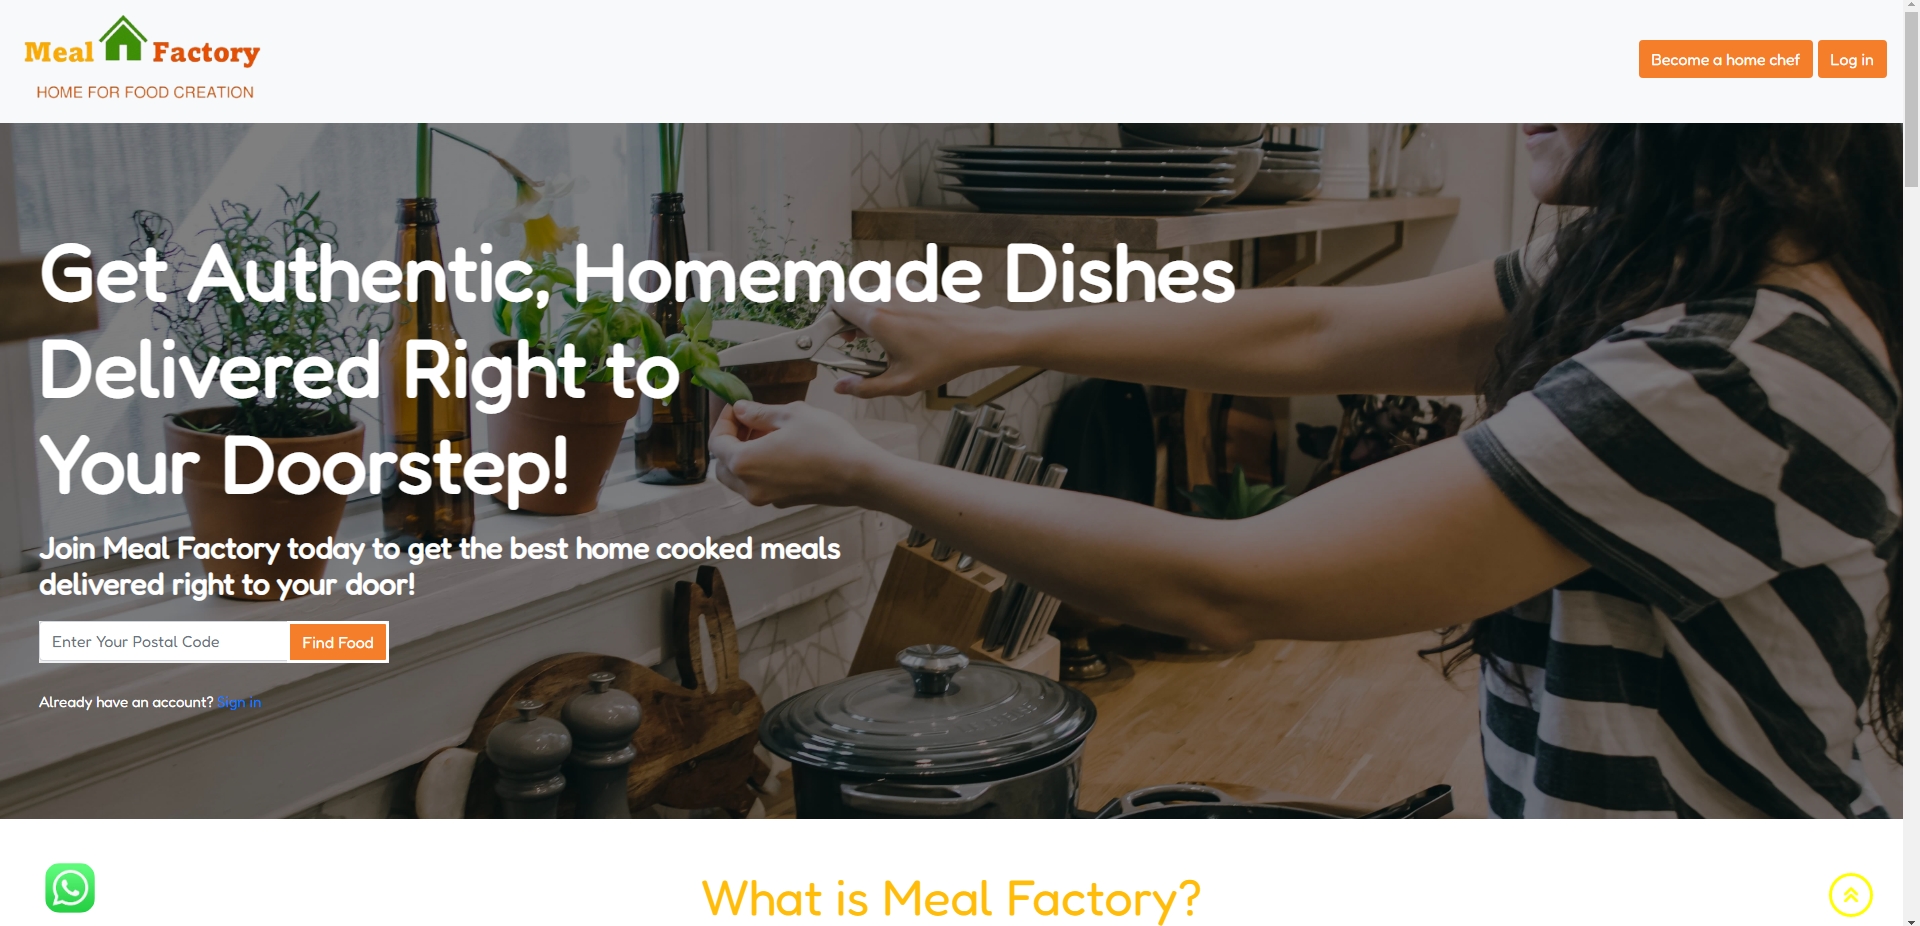 Meal Factory
HOME FOR FOOD CREATION
Become a home chef
Log in
Get Authentic, Homemade Dishes
Delivered Right to
Your Doorstep!
Join Meal Factory today to get the best home cooked meals
delivered right to your door!
Enter Your Postal Code
Find Food
Already have an account? Sign in
What is Meal Factory?